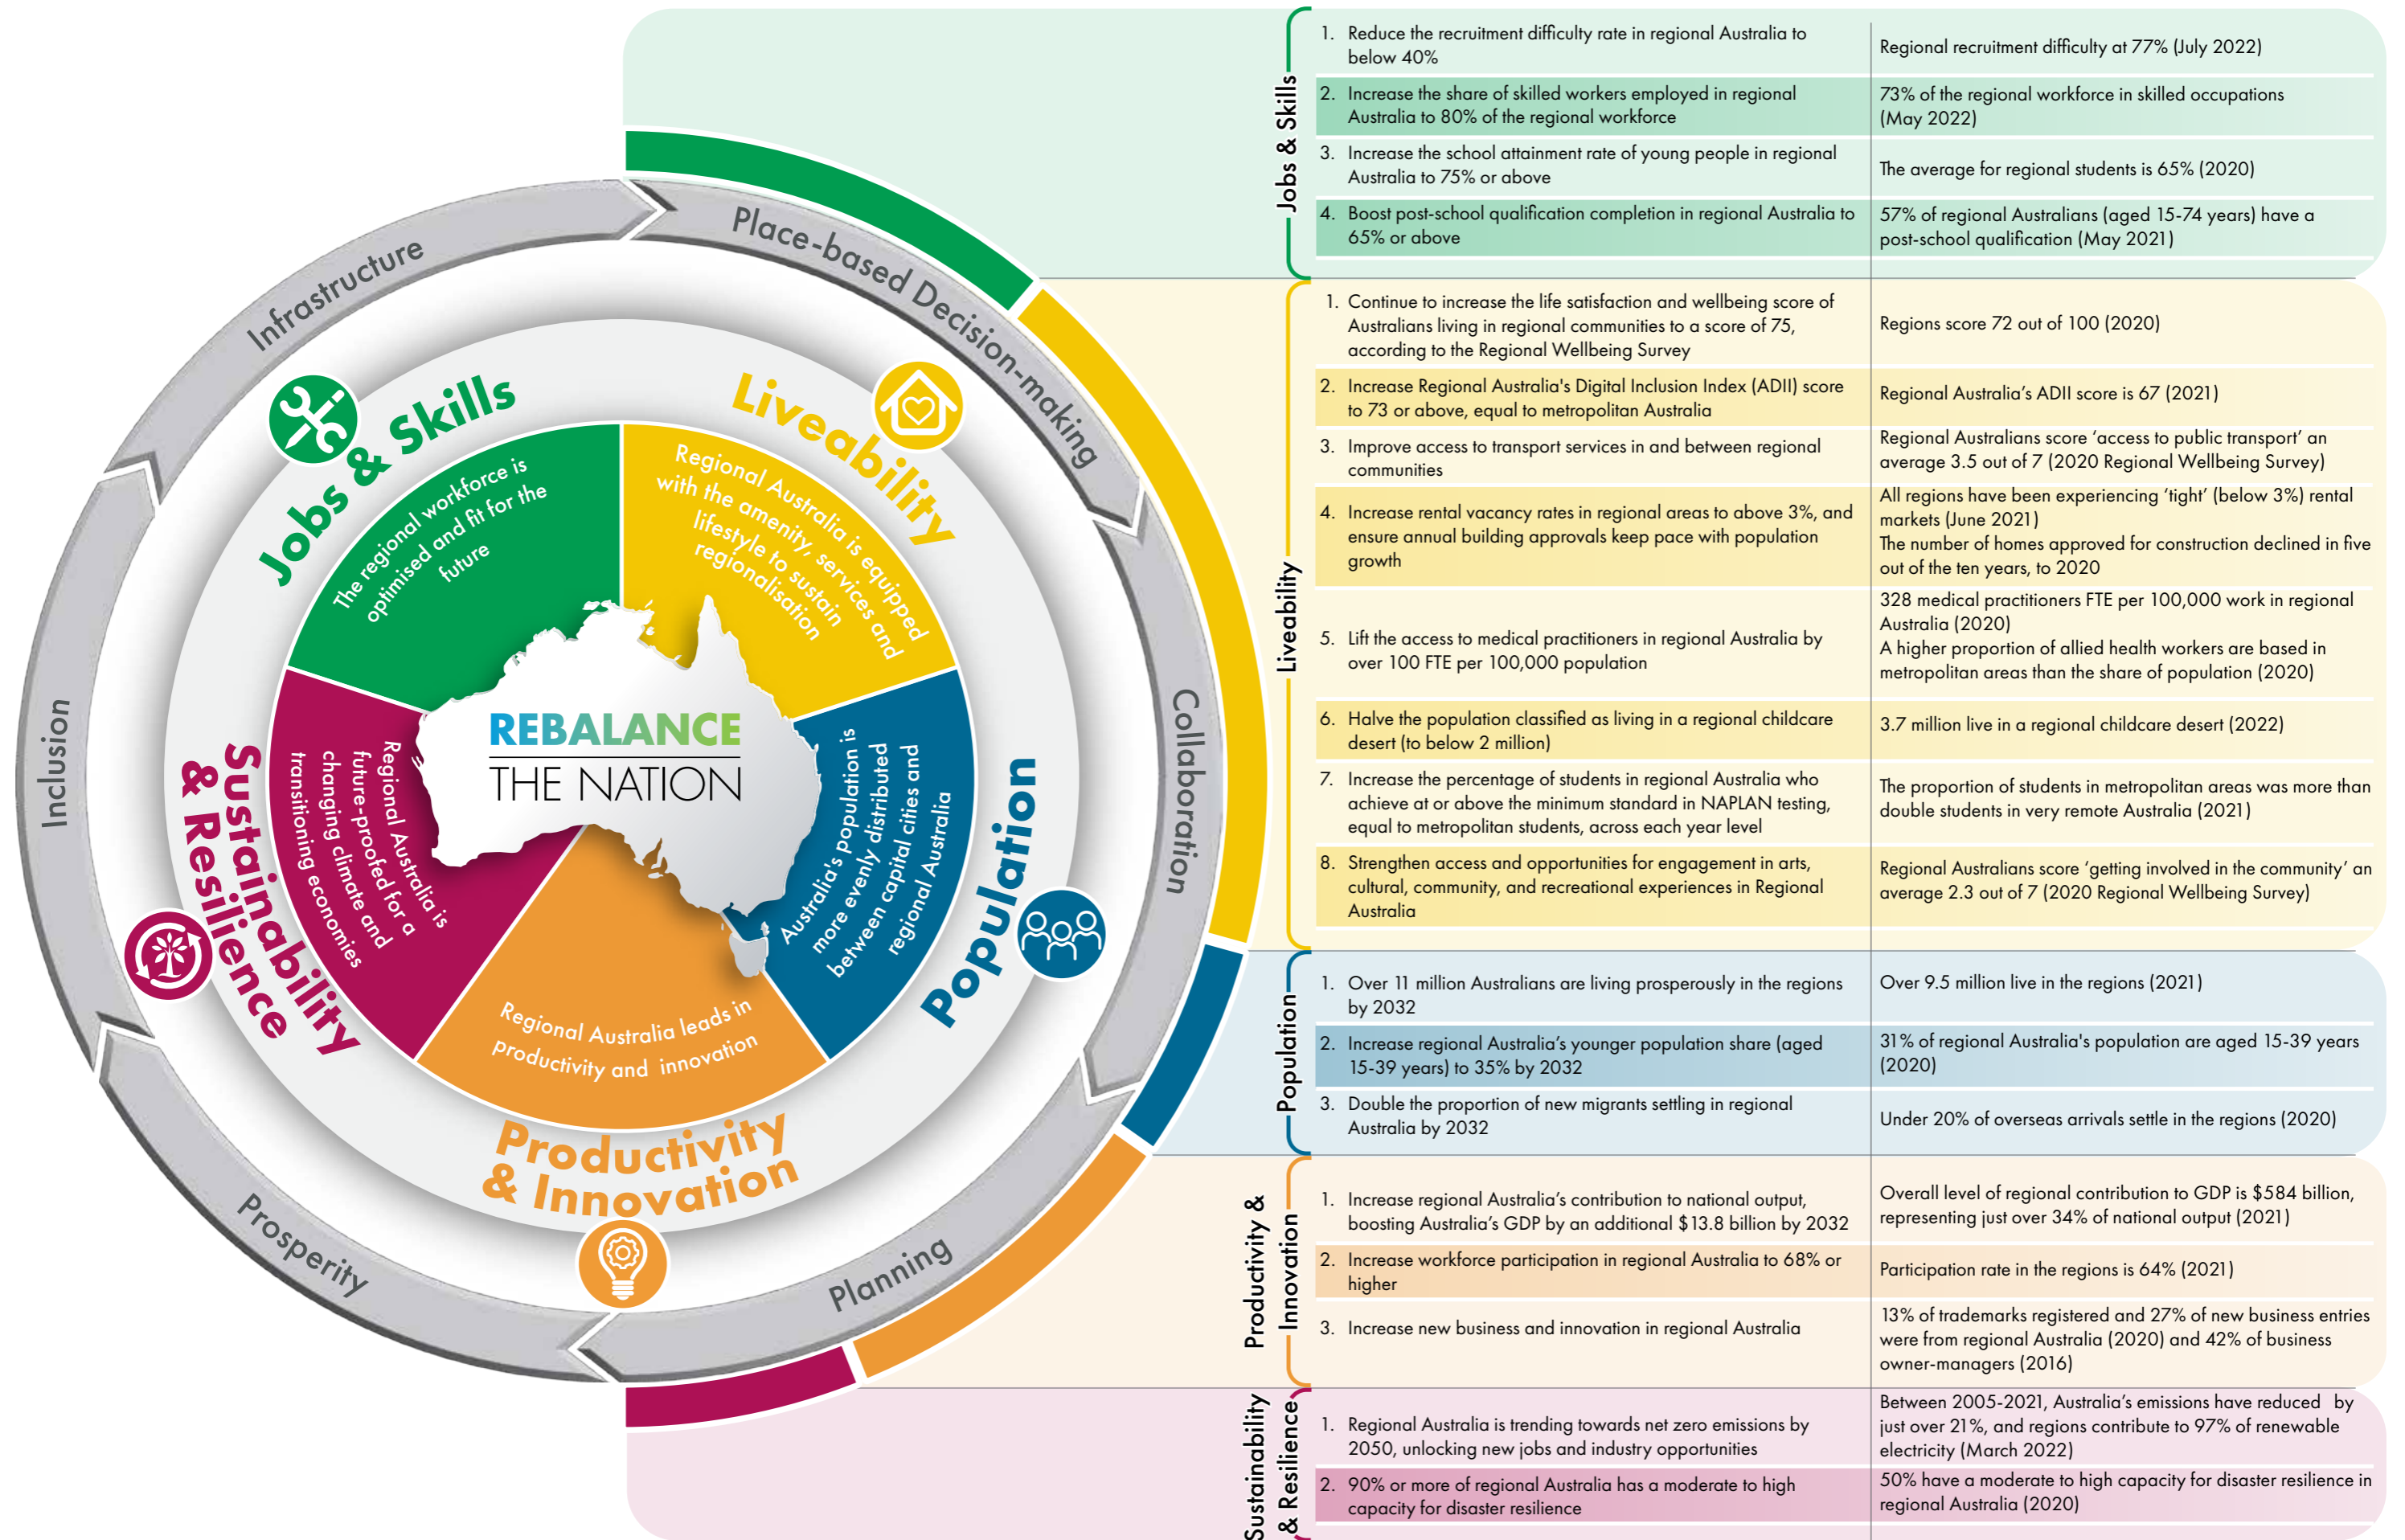 Infrastructure
Place-based Decision-making
Collaboration
Planning
Prosperity
Inclusion
Jobs & Skills
The regional workforce is
optimised and fit for the
future
Liveability
Regional Australia is equipped
with the amenity, services and
lifestyle to sustain
regionalisation
Population
Australia's population is
more evenly distributed
between capital cities and
regional Australia
Productivity
& Innovation
Regional Australia leads in
productivity and innovation
Sustainability
& Resilience
Regional Australia is
future-proofed for a
changing climate and
transitioning economies
REBALANCE
THE NATION
Jobs & Skills
1. Reduce the recruitment difficulty rate in regional Australia to
below 40%
Regional recruitment difficulty at 77% (July 2022)
2. Increase the share of skilled workers employed in regional
Australia to 80% of the regional workforce
73% of the regional workforce in skilled occupations
(May 2022)
3. Increase the school attainment rate of young people in regional
Australia to 75% or above
The average for regional students is 65% (2020)
4. Boost post-school qualification completion in regional Australia to
65% or above
57% of regional Australians (aged 15-74 years) have a
post-school qualification (May 2021)
Liveability
1. Continue to increase the life satisfaction and wellbeing score of
Australians living in regional communities to a score of 75,
according to the Regional Wellbeing Survey
Regions score 72 out of 100 (2020)
2. Increase Regional Australia's Digital Inclusion Index (ADII) score
to 73 or above, equal to metropolitan Australia
Regional Australia’s ADII score is 67 (2021)
3. Improve access to transport services in and between regional
communities
Regional Australians score ‘access to public transport’ an
average 3.5 out of 7 (2020 Regional Wellbeing Survey)
4. Increase rental vacancy rates in regional areas to above 3%, and
ensure annual building approvals keep pace with population
growth
All regions have been experiencing ‘tight’ (below 3%) rental
markets (June 2021)
The number of homes approved for construction declined in five
out of the ten years, to 2020
5. Lift the access to medical practitioners in regional Australia by
over 100 FTE per 100,000 population
328 medical practitioners FTE per 100,000 work in regional
Australia (2020)
A higher proportion of allied health workers are based in
metropolitan areas than the share of population (2020)
6. Halve the population classified as living in a regional childcare
desert (to below 2 million)
3.7 million live in a regional childcare desert (2022)
7. Increase the percentage of students in regional Australia who
achieve at or above the minimum standard in NAPLAN testing,
equal to metropolitan students, across each year level
The proportion of students in metropolitan areas was more than
double students in very remote Australia (2021)
8. Strengthen access and opportunities for engagement in arts,
cultural, community, and recreational experiences in Regional
Australia
Regional Australians score ‘getting involved in the community’ an
average 2.3 out of 7 (2020 Regional Wellbeing Survey)
Population
1. Over 11 million Australians are living prosperously in the regions
by 2032
Over 9.5 million live in the regions (2021)
2. Increase regional Australia’s younger population share (aged
15-39 years) to 35% by 2032
31% of regional Australia's population are aged 15-39 years
(2020)
3. Double the proportion of new migrants settling in regional
Australia by 2032
Under 20% of overseas arrivals settle in the regions (2020)
Productivity &
Innovation
1. Increase regional Australia’s contribution to national output,
boosting Australia’s GDP by an additional $13.8 billion by 2032
Overall level of regional contribution to GDP is $584 billion,
representing just over 34% of national output (2021)
2. Increase workforce participation in regional Australia to 68% or
higher
Participation rate in the regions is 64% (2021)
3. Increase new business and innovation in regional Australia
13% of trademarks registered and 27% of new business entries
were from regional Australia (2020) and 42% of business
owner-managers (2016)
Sustainability
& Resilience
1. Regional Australia is trending towards net zero emissions by
2050, unlocking new jobs and industry opportunities
Between 2005-2021, Australia’s emissions have reduced by
just over 21%, and regions contribute to 97% of renewable
electricity (March 2022)
2. 90% or more of regional Australia has a moderate to high
capacity for disaster resilience
50% have a moderate to high capacity for disaster resilience in
regional Australia (2020)